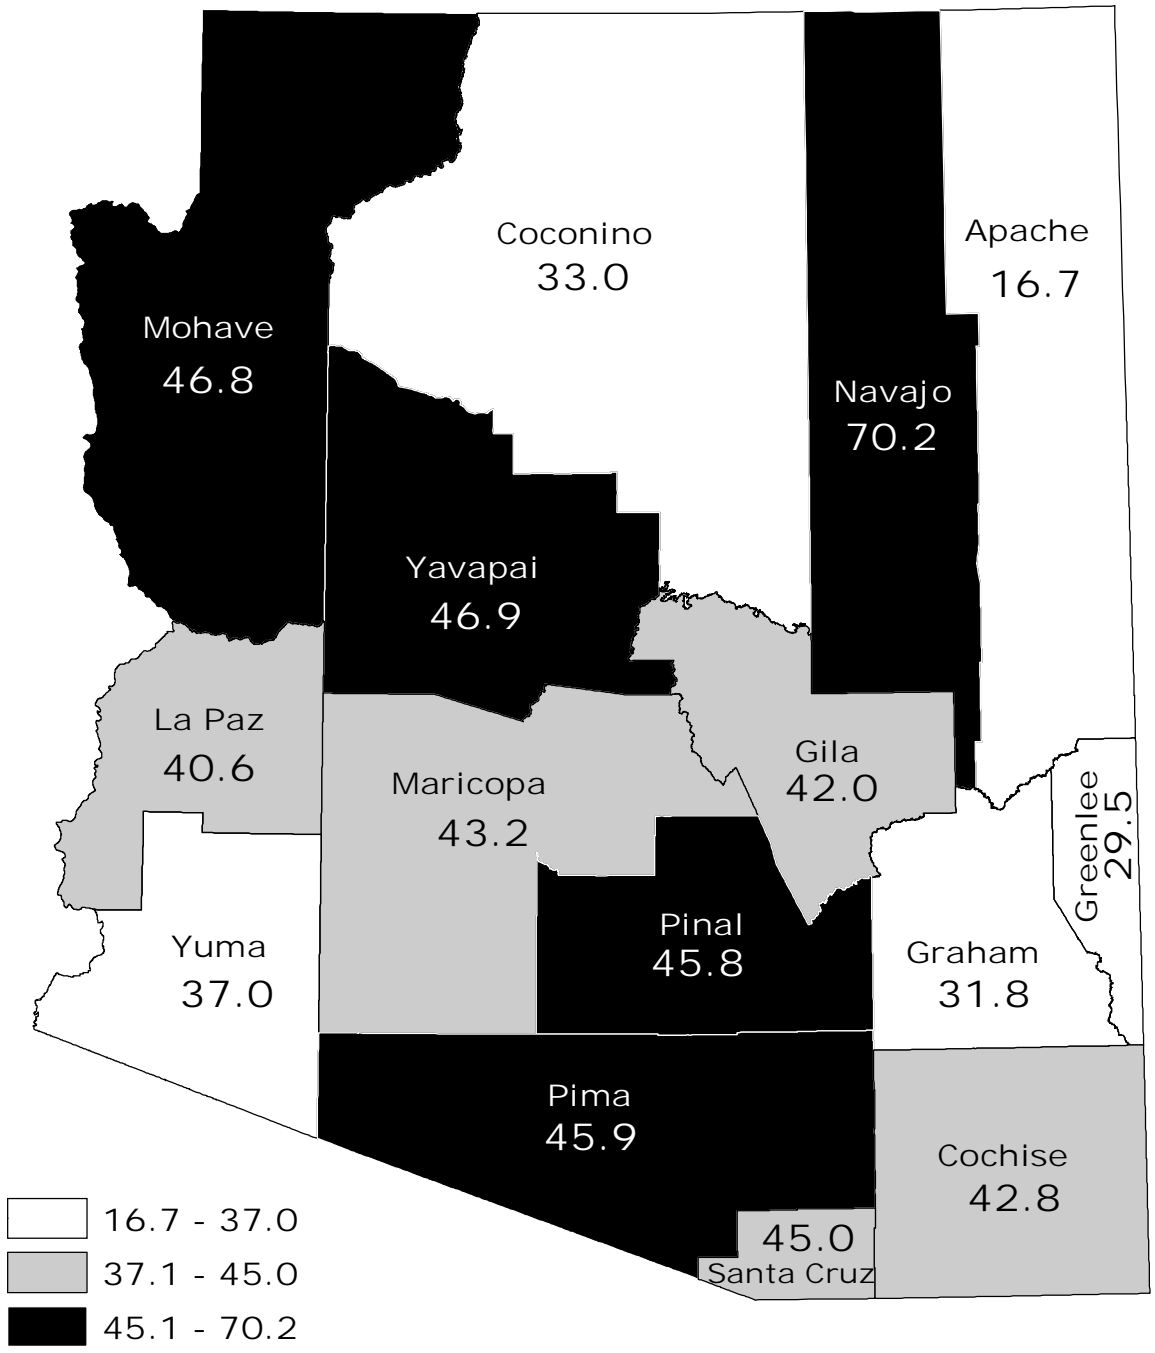 Coconino
33.0
Apache
16.7
Mohave
46.8
Navajo
70.2
Yavapai
46.9
La Paz
40.6
Maricopa
43.2
Gila
42.0
Greenlee
29.5
Yuma
37.0
Pinal
45.8
Graham
31.8
Pima
45.9
Cochise
42.8
45.0
Santa Cruz
16.7 - 37.0
37.1 - 45.0
45.1 - 70.2